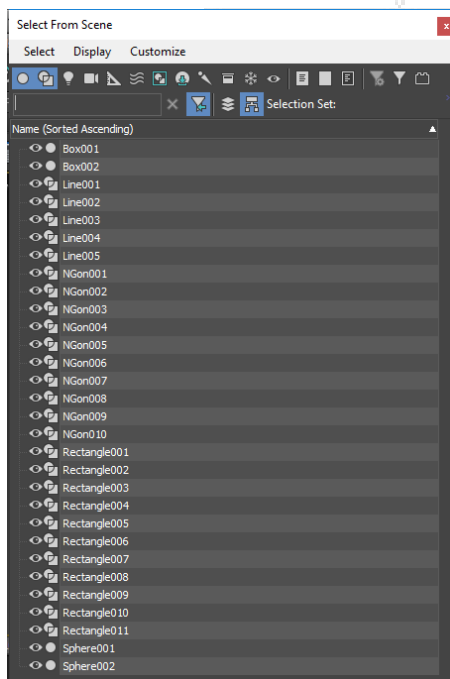 Select From Scene
Select Display Customize
Selection Set:
Name (Sorted Ascending)
Box001
Box002
Line001
Line002
Line003
Line004
Line005
NGon001
NGon002
NGon003
NGon004
NGon005
NGon006
NGon007
NGon008
NGon009
NGon010
Rectangle001
Rectangle002
Rectangle003
Rectangle004
Rectangle005
Rectangle006
Rectangle007
Rectangle008
Rectangle009
Rectangle010
Rectangle011
Sphere001
Sphere002